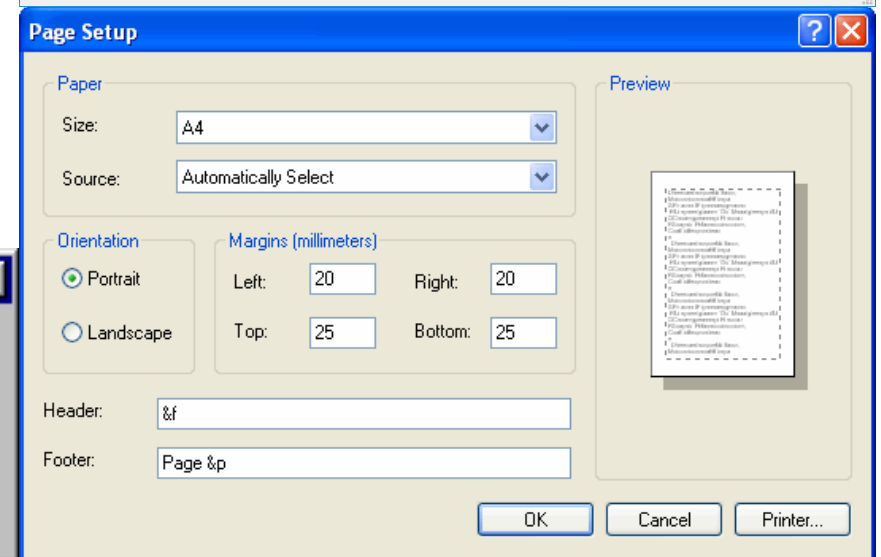 Page Setup
Paper
Size: A4
Source: Automatically Select
Orientation
Portrait
Landscape
Margins (millimeters)
Left: 20 Right: 20
Top: 25 Bottom: 25
Header: &f
Footer: Page &p
Preview
OK Cancel Printer...